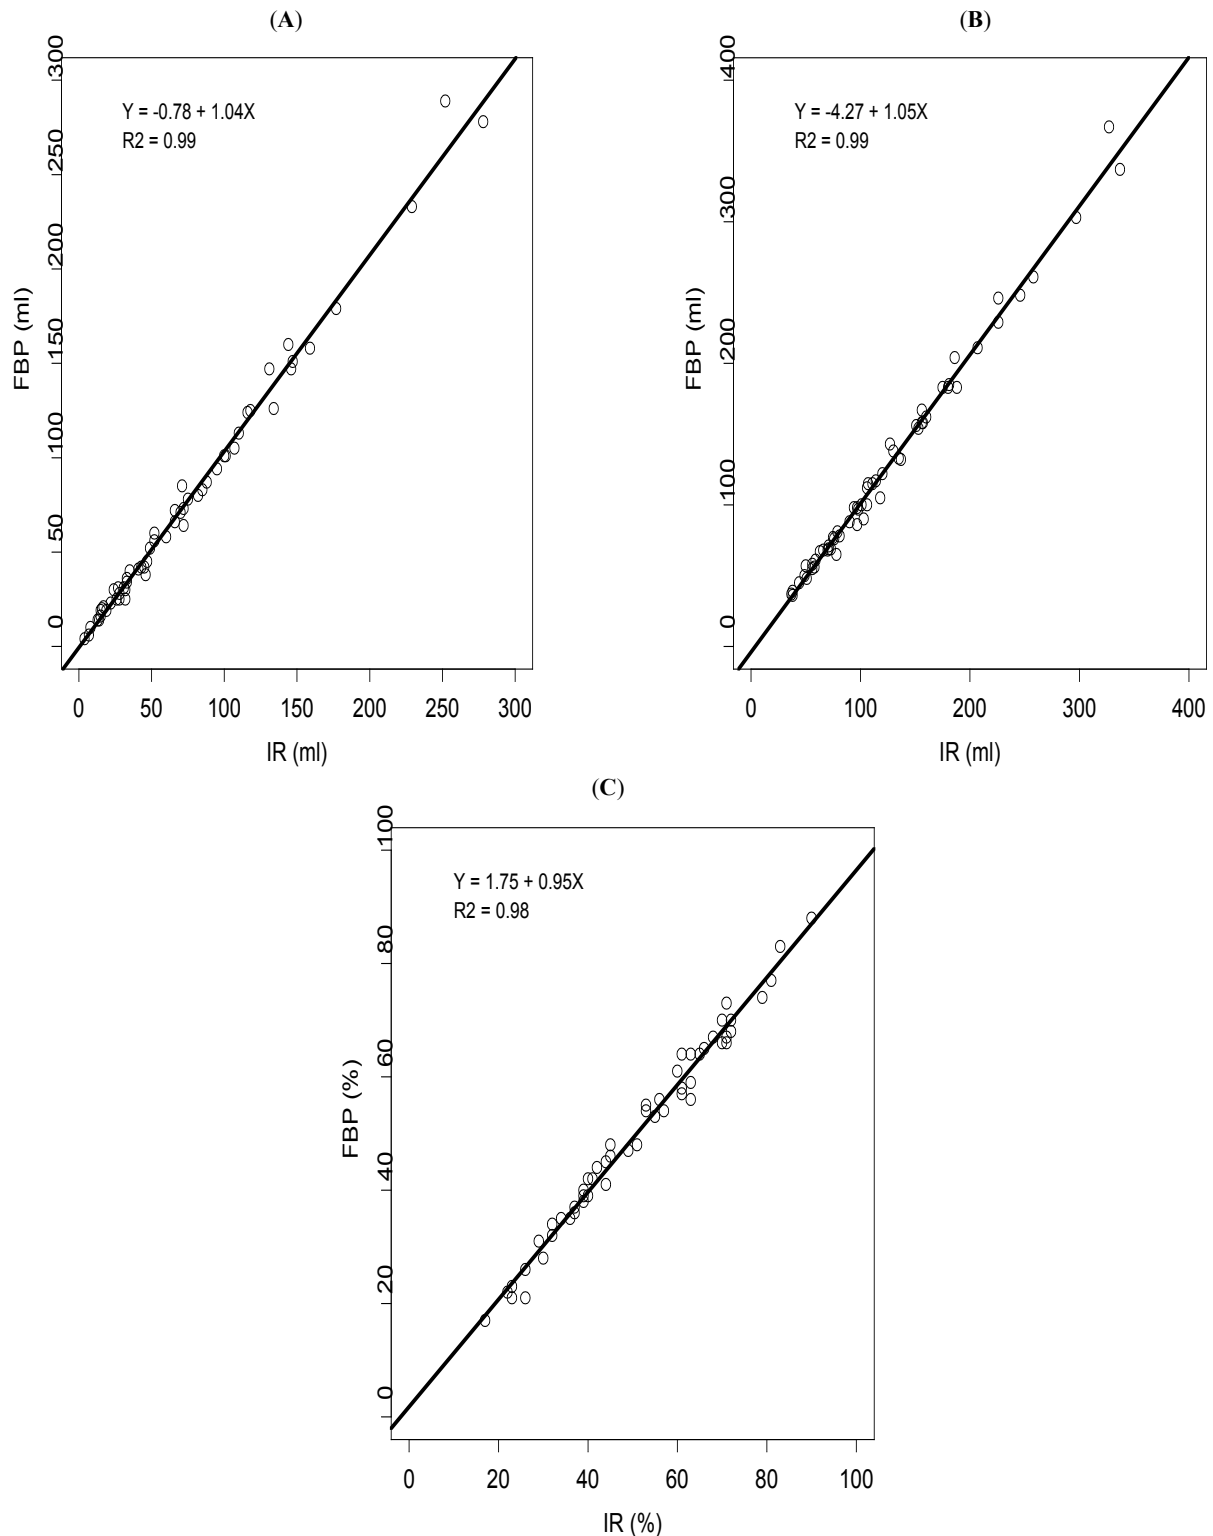 (A)
Y = -0.78 + 1.04X
R2 = 0.99
FBP (ml)
300
250
200
150
100
50
0
0 50 100 150 200 250 300
IR (ml)
(B)
Y = -4.27 + 1.05X
R2 = 0.99
FBP (ml)
400
300
200
100
0
0 100 200 300 400
IR (ml)
(C)
Y = 1.75 + 0.95X
R2 = 0.98
FBP (%)
100
80
60
40
20
0
0 20 40 60 80 100
IR (%)